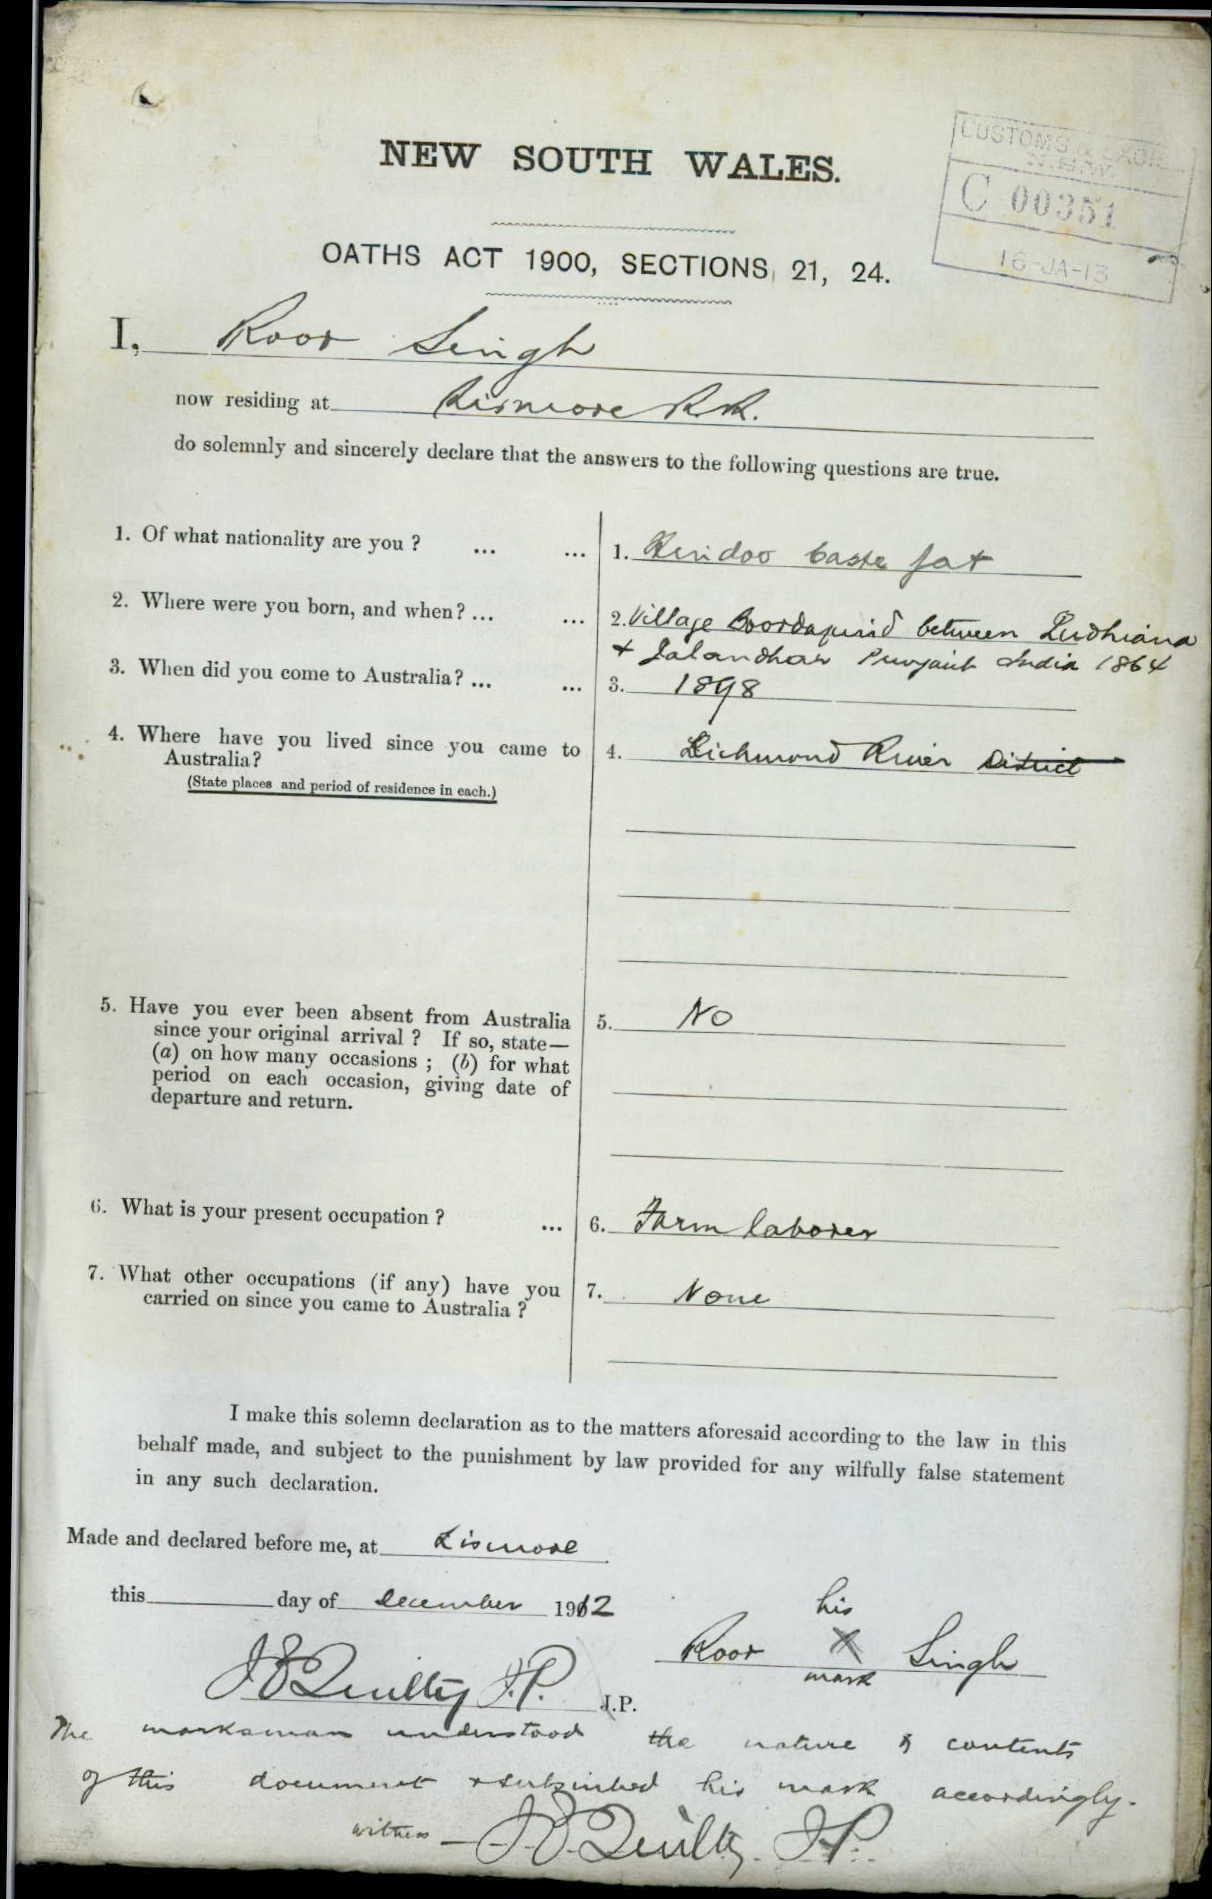 CUSTOMS & EXCISE
N.S.W.
C 00351
16-JA-13
NEW SOUTH WALES.
OATHS ACT 1900, SECTIONS 21, 24.
I, Roor Singh
now residing at Lismore R.R.
do solemnly and sincerely declare that the answers to the following questions are true.
1. Of what nationality are you ? ... ... 1. Hindoo caste Jat
2. Where were you born, and when? ... ... 2. Village between Ludhiana
+ Jalandhar Punjaub India 1864
3. When did you come to Australia? ... ... 3. 1898
4. Where have you lived since you came to Australia? 4. Richmond River District
(State places and period of residence in each.)
5. Have you ever been absent from Australia 5. No
since your original arrival ? If so, state—
(a) on how many occasions ; (b) for what
period on each occasion, giving date of
departure and return.
6. What is your present occupation ? ... 6. Farm laborer
7. What other occupations (if any) have you 7. None
carried on since you came to Australia ?
I make this solemn declaration as to the matters aforesaid according to the law in this
behalf made, and subject to the punishment by law provided for any wilfully false statement
in any such declaration.
Made and declared before me, at Lismore
this day of December 1912
his
Roor X Singh
mark
J E Quilty J.P. J.P.
The marksman understood the nature & contents
of this document & subscribed his mark accordingly.
witness — J E Quilty J.P.